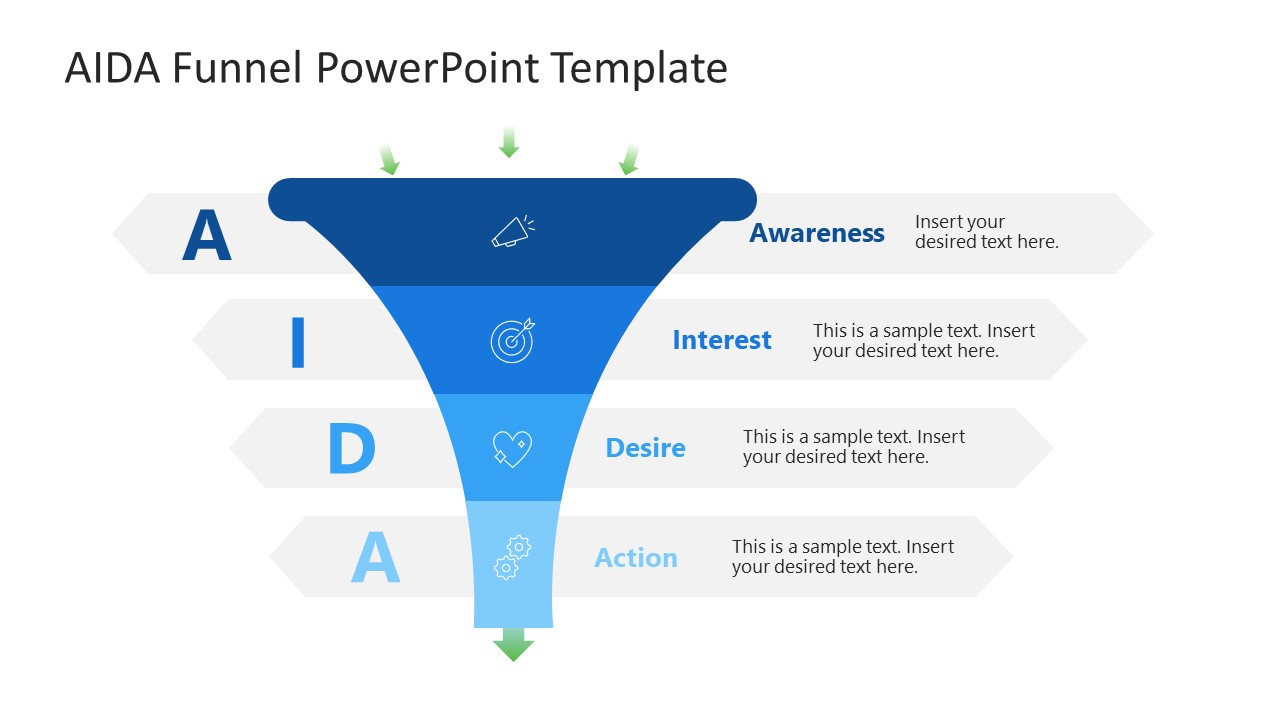 AIDA Funnel PowerPoint Template
A
Awareness
Insert your
desired text here.
I
Interest
This is a sample text. Insert
your desired text here.
D
Desire
This is a sample text. Insert
your desired text here.
A
Action
This is a sample text. Insert
your desired text here.